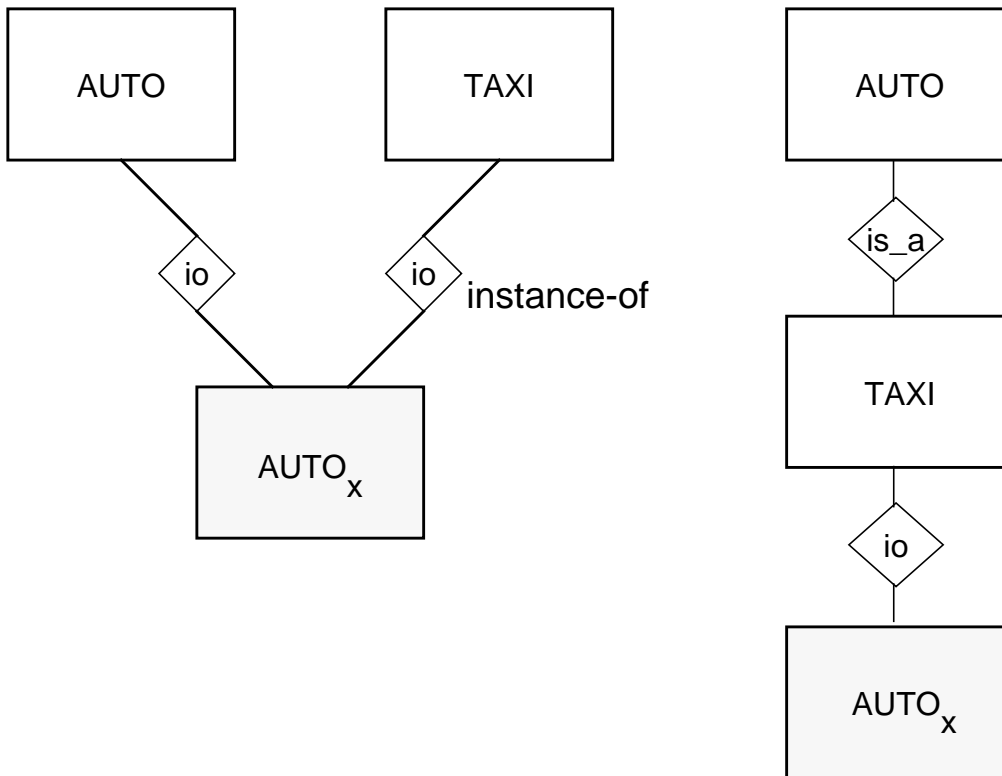 AUTO
TAXI
AUTO
io
io
instance-of
is_a
TAXI
AUTOx
io
AUTOx